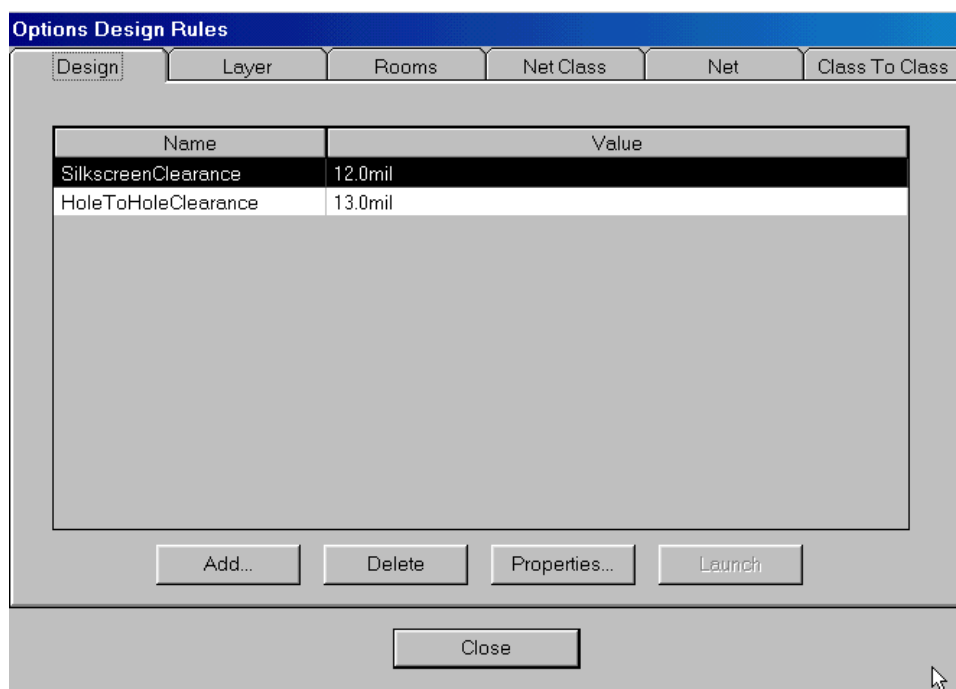 Options Design Rules
Design Layer Rooms Net Class Net Class To Class
Name Value
SilkscreenClearance 12.0mil
HoleToHoleClearance 13.0mil
Add... Delete Properties... Launch
Close